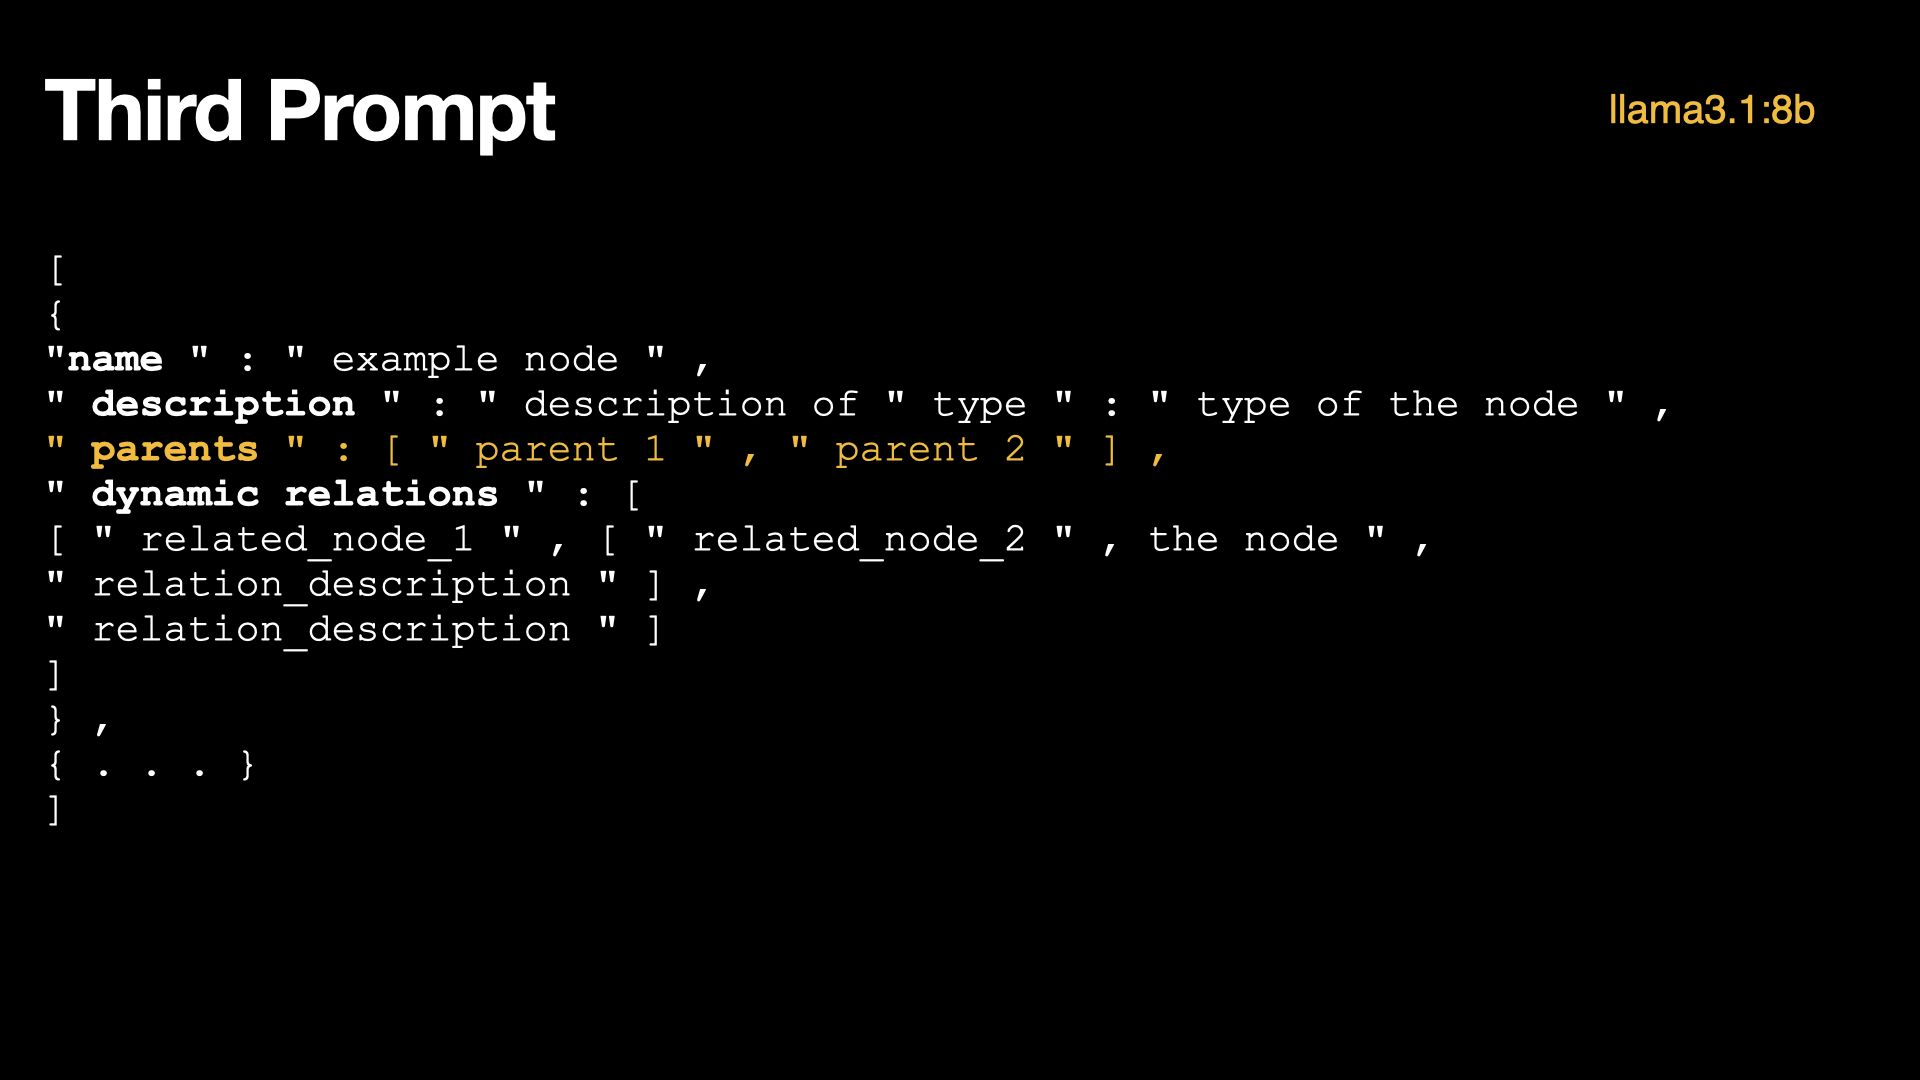 Third Prompt
llama3.1:8b
[
{
"name " : " example node " ,
" description " : " description of " type " : " type of the node " ,
" parents " : [ " parent 1 " , " parent 2 " ] ,
" dynamic relations " : [
[ " related_node_1 " , [ " related_node_2 " , the node " ,
" relation_description " ] ,
" relation_description " ]
]
} ,
{ . . . }
]